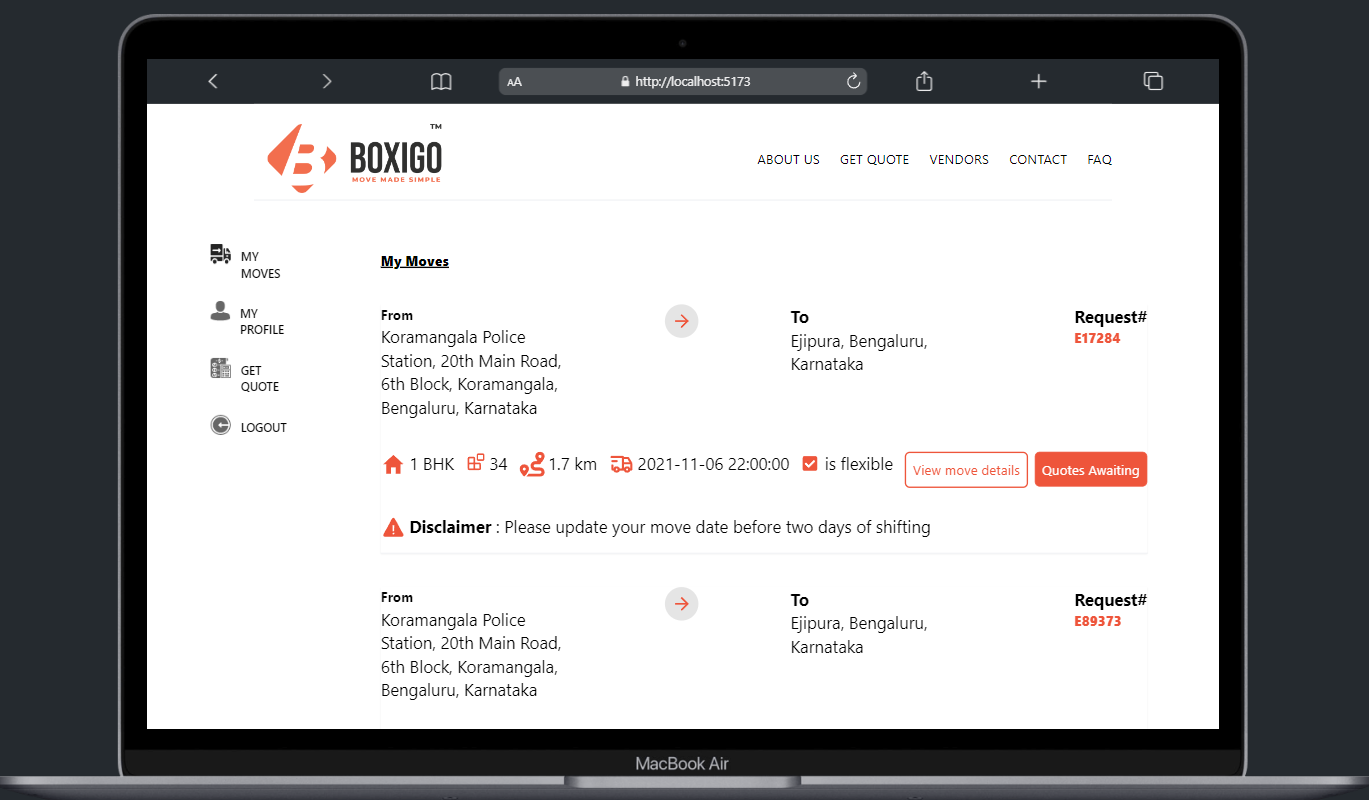 AA http://localhost:5173
TM
BOXIGO
MOVE MADE SIMPLE
ABOUT US GET QUOTE VENDORS CONTACT FAQ
MY
MOVES
MY
PROFILE
GET
QUOTE
LOGOUT
My Moves
From
Koramangala Police
Station, 20th Main Road,
6th Block, Koramangala,
Bengaluru, Karnataka
To
Ejipura, Bengaluru,
Karnataka
Request#
E17284
1 BHK 34 1.7 km 2021-11-06 22:00:00 is flexible View move details Quotes Awaiting
Disclaimer : Please update your move date before two days of shifting
From
Koramangala Police
Station, 20th Main Road,
6th Block, Koramangala,
Bengaluru, Karnataka
To
Ejipura, Bengaluru,
Karnataka
Request#
E89373
MacBook Air